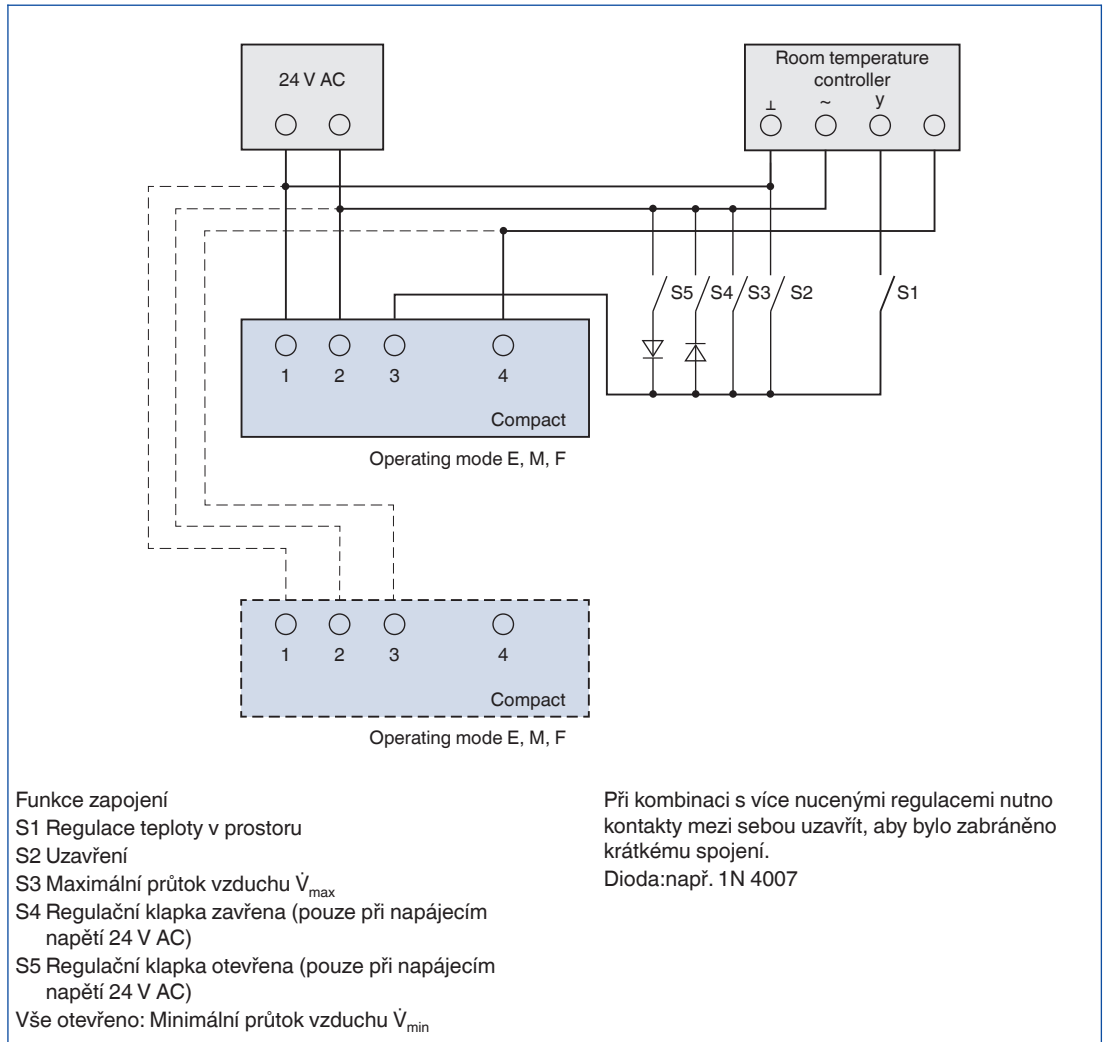 24 V AC
Room temperature
controller
⊥ ~ y
S5 S4 S3 S2 S1
1 2 3 4
Compact
Operating mode E, M, F
1 2 3 4
Compact
Operating mode E, M, F
Funkce zapojení
S1 Regulace teploty v prostoru
S2 Uzavření
S3 Maximální průtok vzduchu V̇max
S4 Regulační klapka zavřena (pouze při napájecím
napětí 24 V AC)
S5 Regulační klapka otevřena (pouze při napájecím
napětí 24 V AC)
Vše otevřeno: Minimální průtok vzduchu V̇min
Při kombinaci s více nucenými regulacemi nutno
kontakty mezi sebou uzavřít, aby bylo zabráněno
krátkému spojení.
Dioda:např. 1N 4007